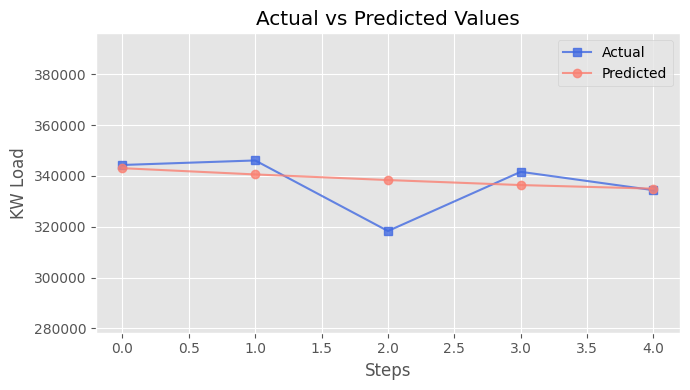 Actual vs Predicted Values
Actual
Predicted
380000
360000
340000
320000
300000
280000
KW Load
0.0 0.5 1.0 1.5 2.0 2.5 3.0 3.5 4.0
Steps